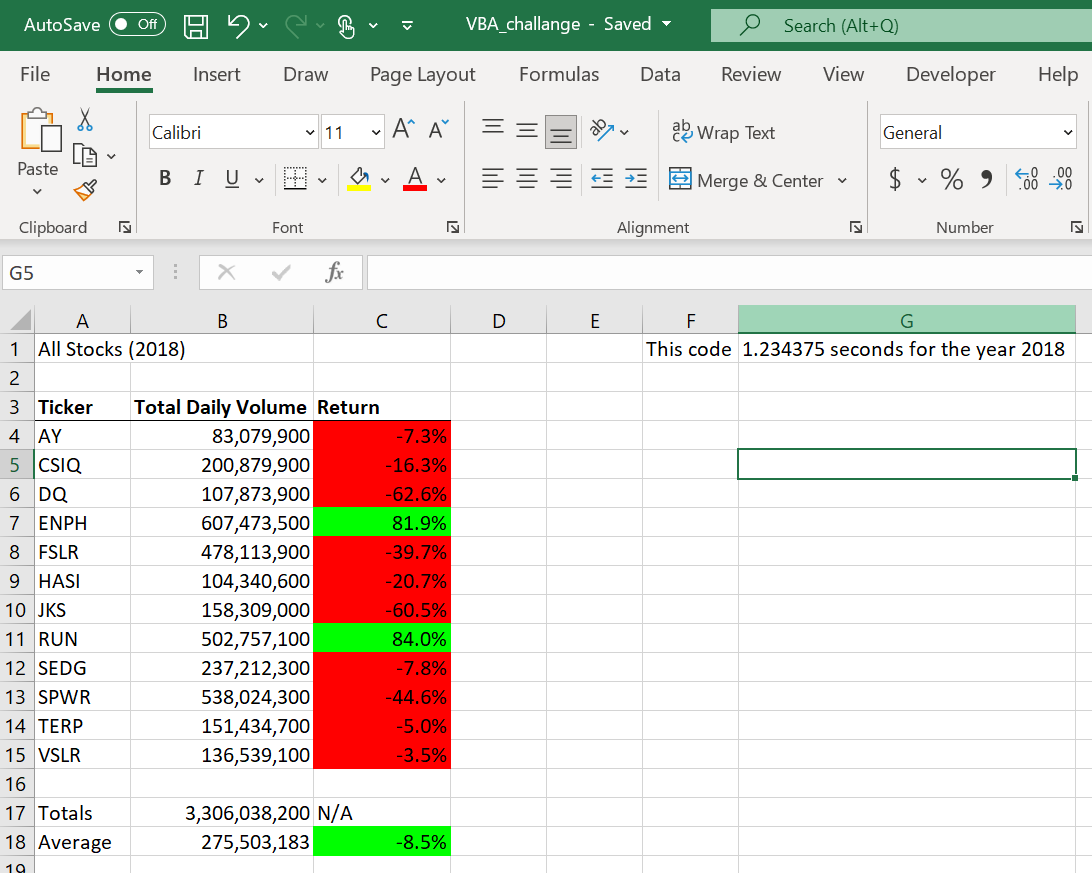 AutoSave Off VBA_challange - Saved Search (Alt+Q)
File Home Insert Draw Page Layout Formulas Data Review View Developer Help
Calibri 11 A A ab Wrap Text General
Paste B I U A Merge & Center $ % 9 .00 .00 0
Clipboard Font Alignment Number
G5 fx
A B C D E F G
1 All Stocks (2018) This code 1.234375 seconds for the year 2018
2
3 Ticker Total Daily Volume Return
4 AY 83,079,900 -7.3%
5 CSIQ 200,879,900 -16.3%
6 DQ 107,873,900 -62.6%
7 ENPH 607,473,500 81.9%
8 FSLR 478,113,900 -39.7%
9 HASI 104,340,600 -20.7%
10 JKS 158,309,000 -60.5%
11 RUN 502,757,100 84.0%
12 SEDG 237,212,300 -7.8%
13 SPWR 538,024,300 -44.6%
14 TERP 151,434,700 -5.0%
15 VSLR 136,539,100 -3.5%
16
17 Totals 3,306,038,200 N/A
18 Average 275,503,183 -8.5%
19